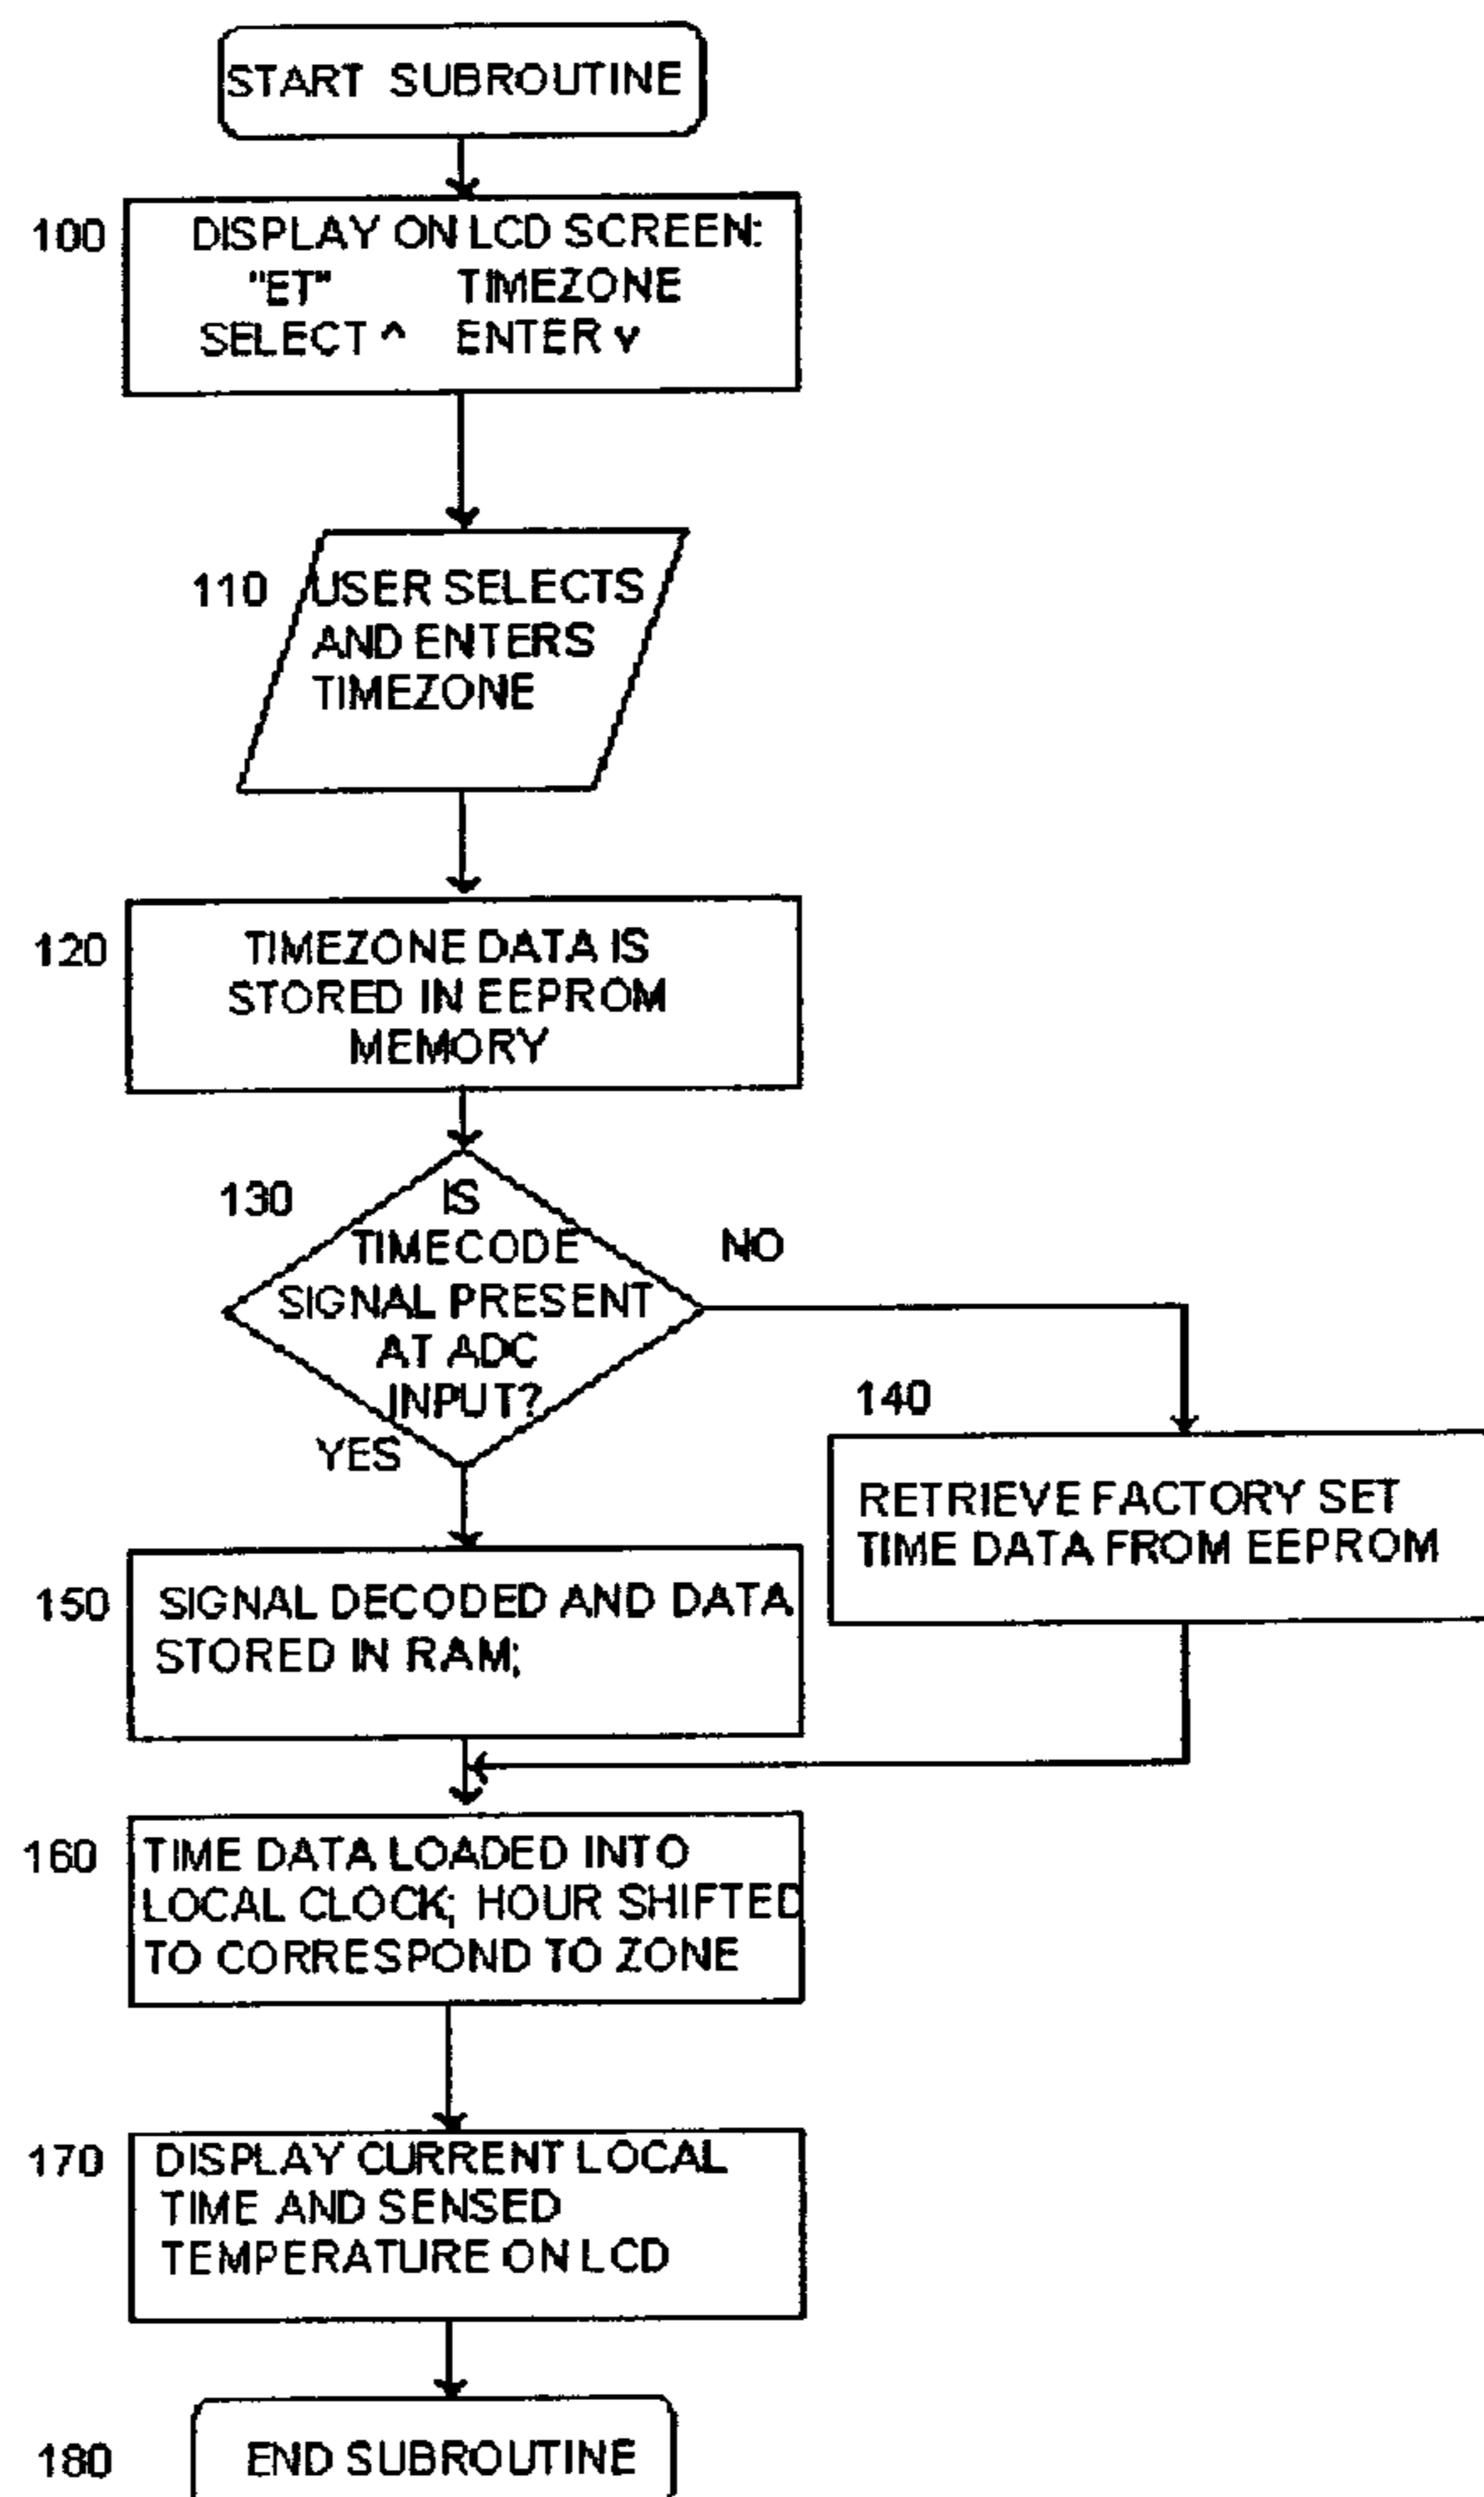 START SUBROUTINE
100
DISPLAY ON LCD SCREEN:
"ET" TIMEZONE
SELECT ^ ENTER v
110
USER SELECTS
AND ENTERS
TIMEZONE
120
TIMEZONE DATA IS
STORED IN EEPROM
MEMORY
130
IS
TIMECODE
SIGNAL PRESENT
AT ADC
INPUT?
NO
YES
140
RETRIEVE FACTORY SET
TIME DATA FROM EEPROM
150
SIGNAL DECODED AND DATA
STORED IN RAM;
160
TIME DATA LOADED INTO
LOCAL CLOCK; HOUR SHIFTED
TO CORRESPOND TO ZONE
170
DISPLAY CURRENT LOCAL
TIME AND SENSED
TEMPERATURE ON LCD
180
END SUBROUTINE